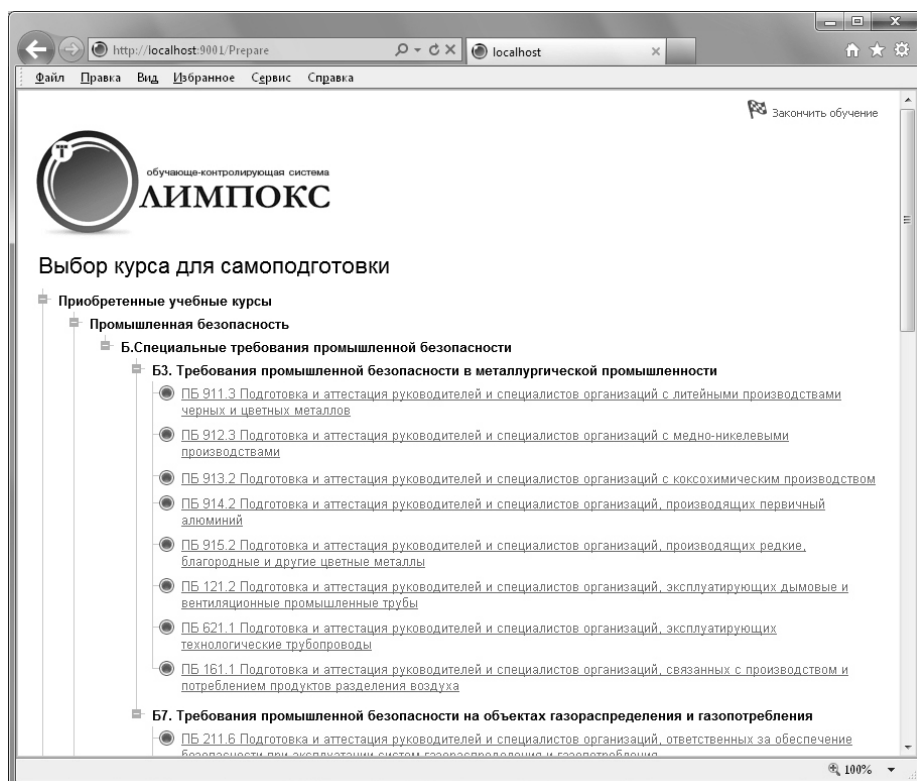 http://localhost:9001/Prepare
localhost
Файл Правка Вид Избранное Сервис Справка
Закончить обучение
Т
обучающе-контролирующая система
ОЛИМПОКС
Выбор курса для самоподготовки
Приобретенные учебные курсы
Промышленная безопасность
Б.Специальные требования промышленной безопасности
Б3. Требования промышленной безопасности в металлургической промышленности
ПБ 911.3 Подготовка и аттестация руководителей и специалистов организаций с литейными производствами
черных и цветных металлов
ПБ 912.3 Подготовка и аттестация руководителей и специалистов организаций с медно-никелевыми
производствами
ПБ 913.2 Подготовка и аттестация руководителей и специалистов организаций с коксохимическим производством
ПБ 914.2 Подготовка и аттестация руководителей и специалистов организаций, производящих первичный
алюминий
ПБ 915.2 Подготовка и аттестация руководителей и специалистов организаций, производящих редкие,
благородные и другие цветные металлы
ПБ 121.2 Подготовка и аттестация руководителей и специалистов организаций, эксплуатирующих дымовые и
вентиляционные промышленные трубы
ПБ 621.1 Подготовка и аттестация руководителей и специалистов организаций, эксплуатирующих
технологические трубопроводы
ПБ 161.1 Подготовка и аттестация руководителей и специалистов организаций, связанных с производством и
потреблением продуктов разделения воздуха
Б7. Требования промышленной безопасности на объектах газораспределения и газопотребления
ПБ 211.6 Подготовка и аттестация руководителей и специалистов организаций, ответственных за обеспечение
безопасности при эксплуатации систем газораспределения и газопотребления
100%